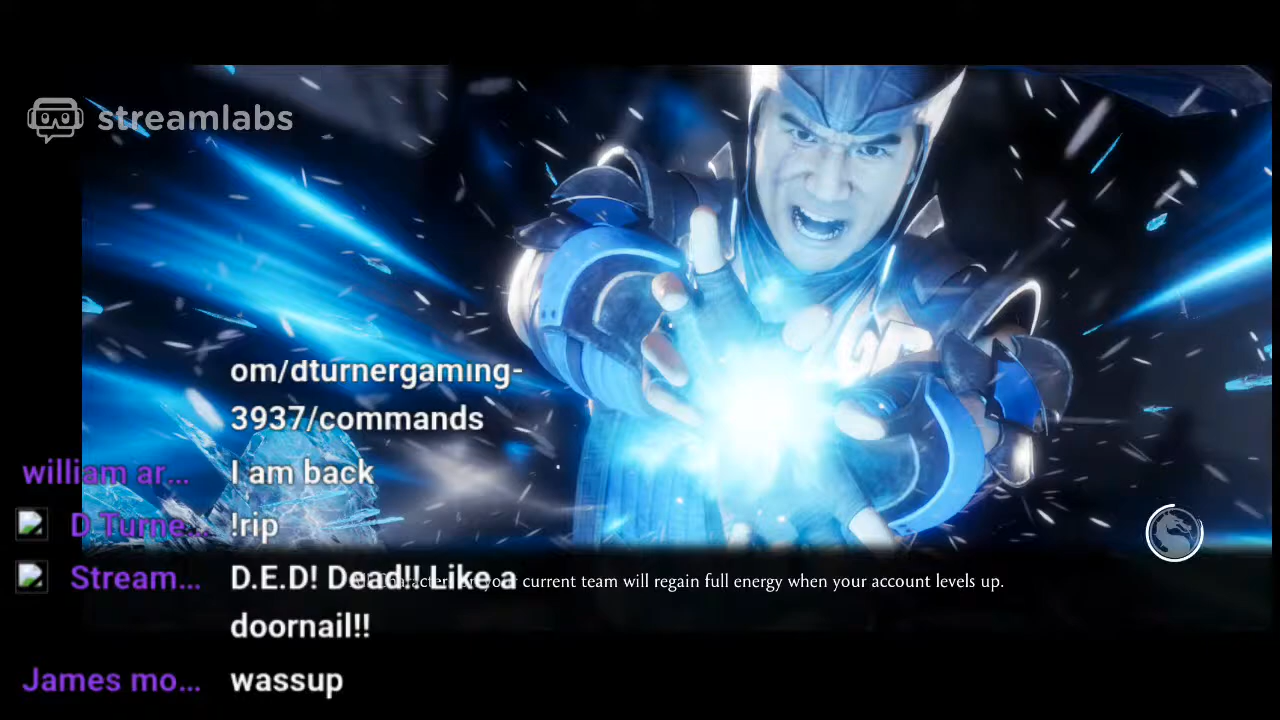 streamlabs
om/dturnergaming-
3937/commands
william ar... I am back
D Turne... !rip
Stream... D.E.D! Dead!! Like a
doornail!!
current team will regain full energy when your account levels up.
James mo... wassup